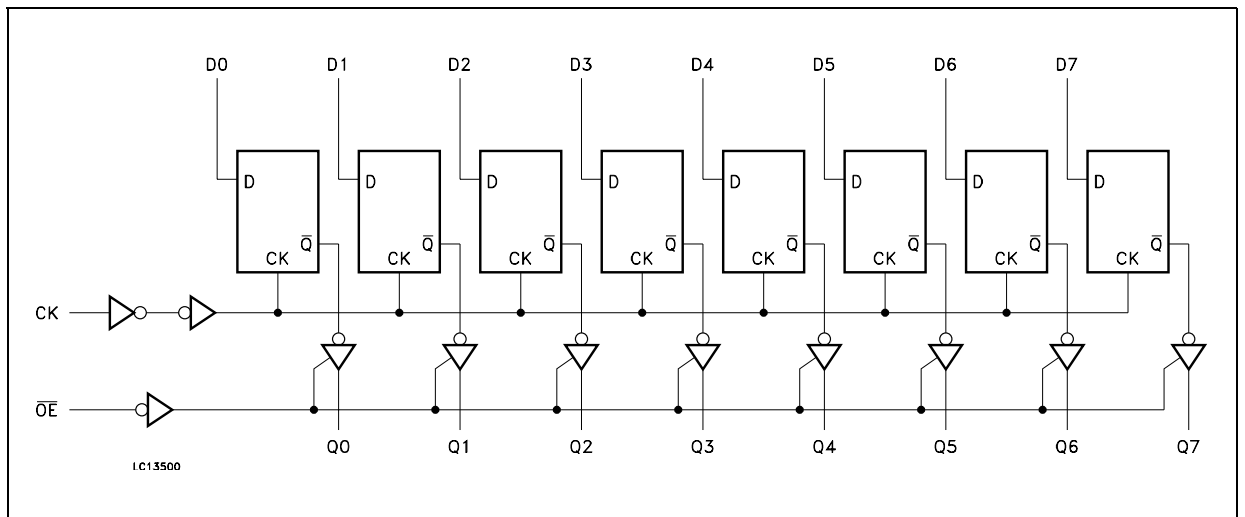 D0 D1 D2 D3 D4 D5 D6 D7
D D D D D D D D
Q̅ Q̅ Q̅ Q̅ Q̅ Q̅ Q̅ Q̅
CK CK CK CK CK CK CK CK
CK
O̅E̅
Q0 Q1 Q2 Q3 Q4 Q5 Q6 Q7
LC13500